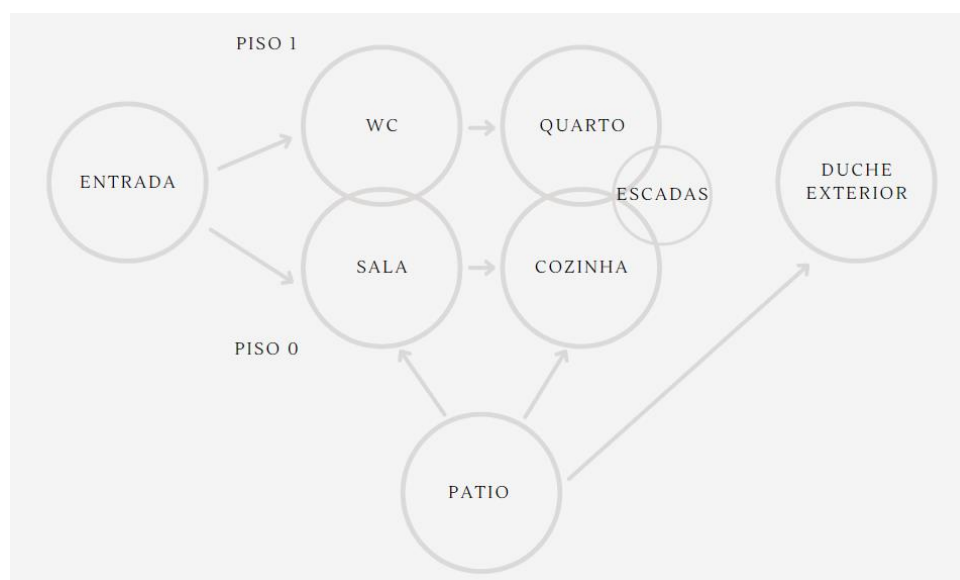 PISO 1
WC
QUARTO
ENTRADA
ESCADAS
DUCHE
EXTERIOR
SALA
COZINHA
PISO 0
PATIO